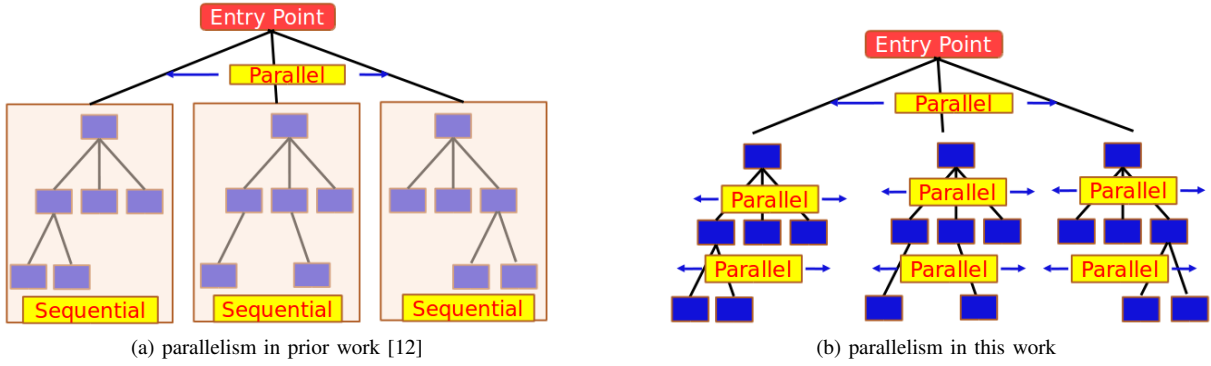 Entry Point
Parallel
Sequential
Sequential
Sequential
(a) parallelism in prior work [12]
Entry Point
Parallel
Parallel
Parallel
Parallel
Parallel
Parallel
Parallel
(b) parallelism in this work